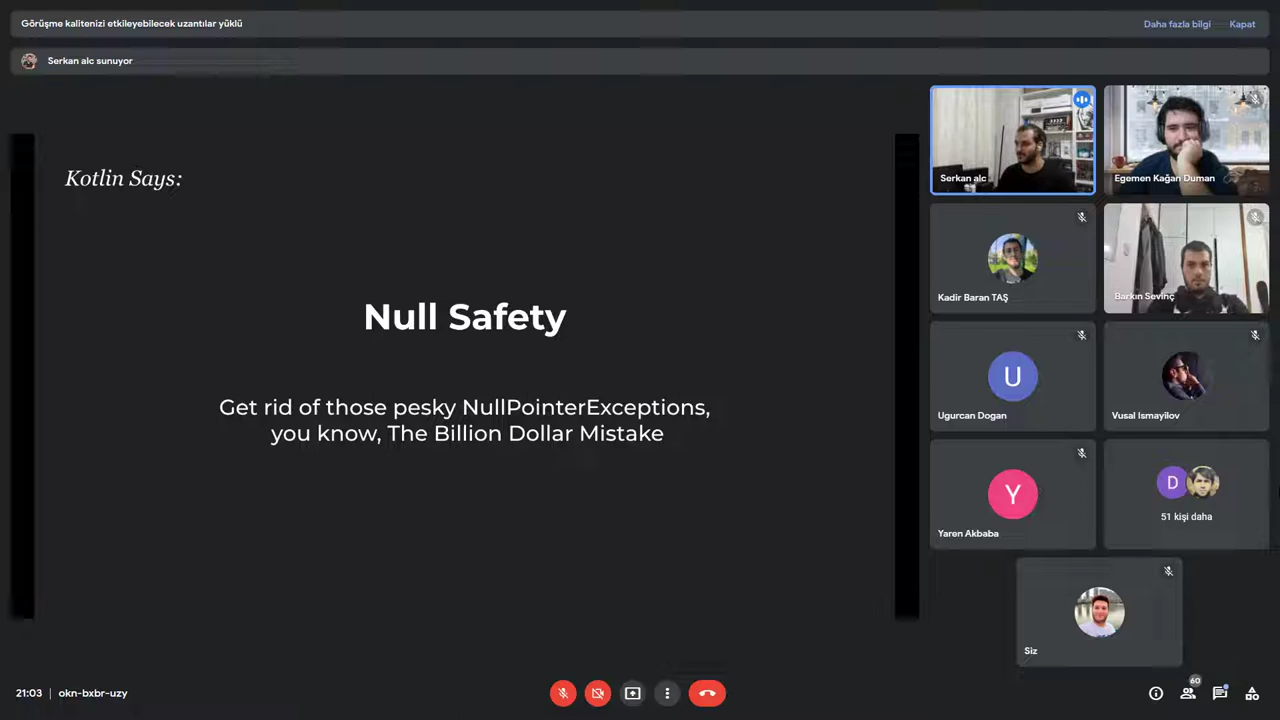 Görüşme kalitenizi etkileyebilecek uzantılar yüklü
Daha fazla bilgi
Kapat
Serkan alc sunuyor
Kotlin Says:
Null Safety
Get rid of those pesky NullPointerExceptions,
you know, The Billion Dollar Mistake
Serkan alc
Egemen Kağan Duman
Kadir Baran TAŞ
Barkın Sevinç
U
Ugurcan Dogan
Vusal Ismayilov
Y
Yaren Akbaba
D
51 kişi daha
Siz
21:03 | okn-bxbr-uzy
60